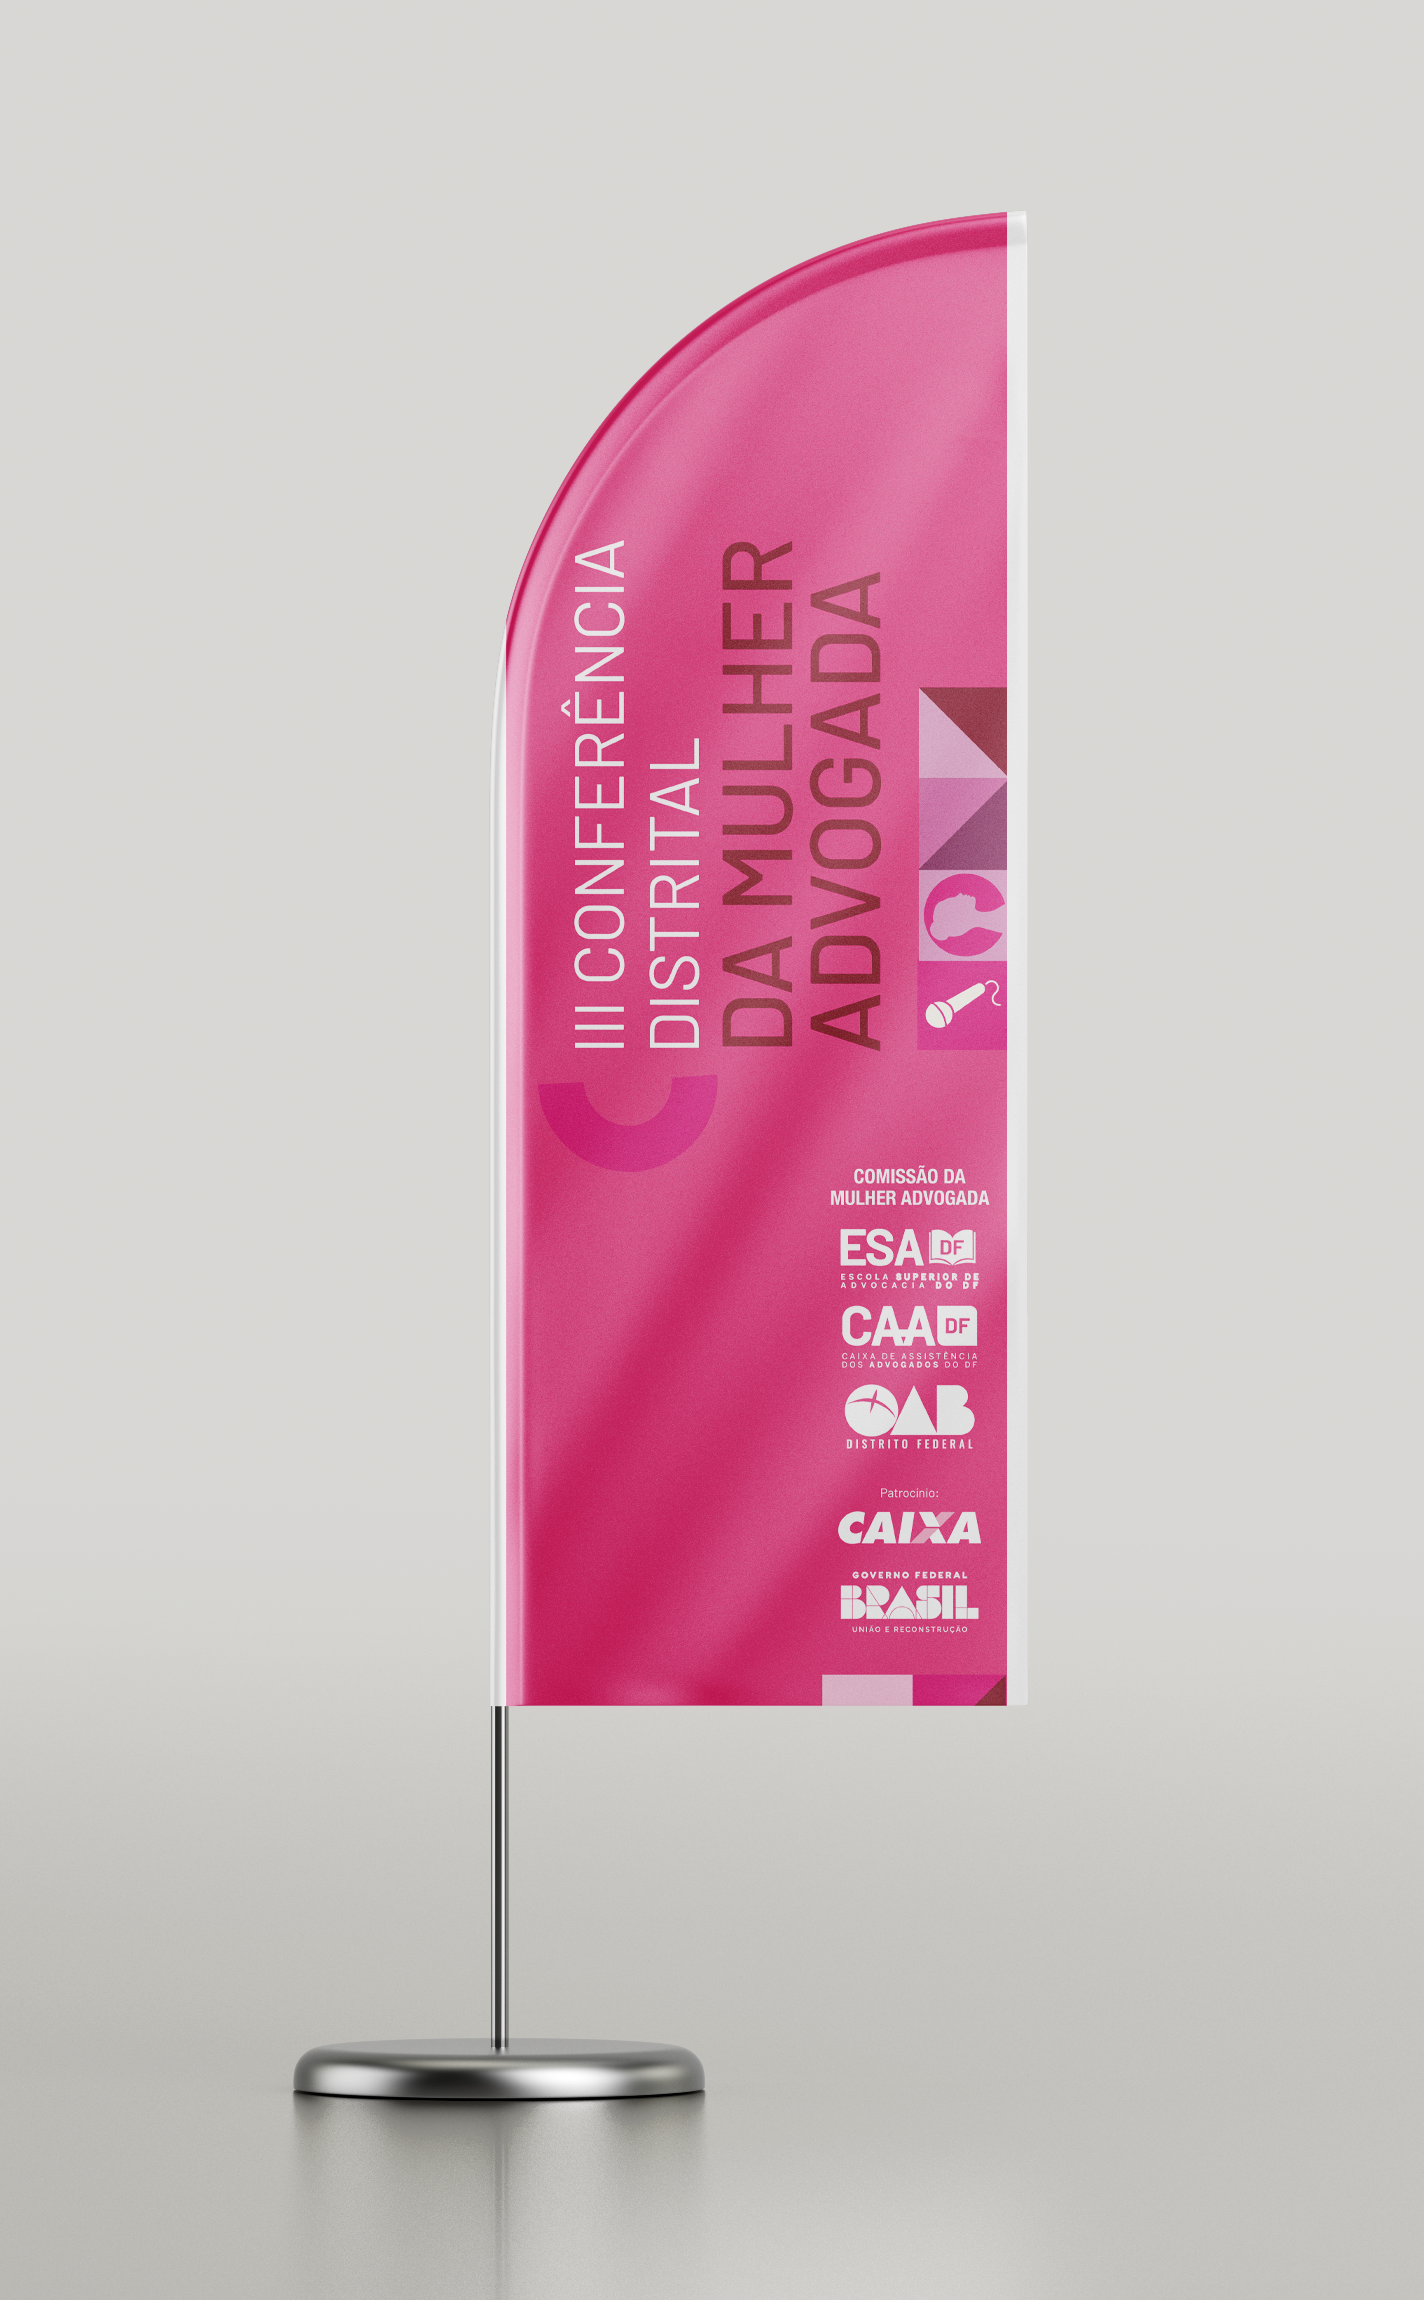 III CONFERÊNCIA
DISTRITAL
DA MULHER
ADVOGADA
COMISSÃO DA
MULHER ADVOGADA
ESA DF
ESCOLA SUPERIOR DE
ADVOCACIA DO DF
CAA DF
CAIXA DE ASSISTÊNCIA
DOS ADVOGADOS DO DF
OAB
DISTRITO FEDERAL
Patrocínio:
CAIXA
GOVERNO FEDERAL
BRASIL
UNIÃO E RECONSTRUÇÃO